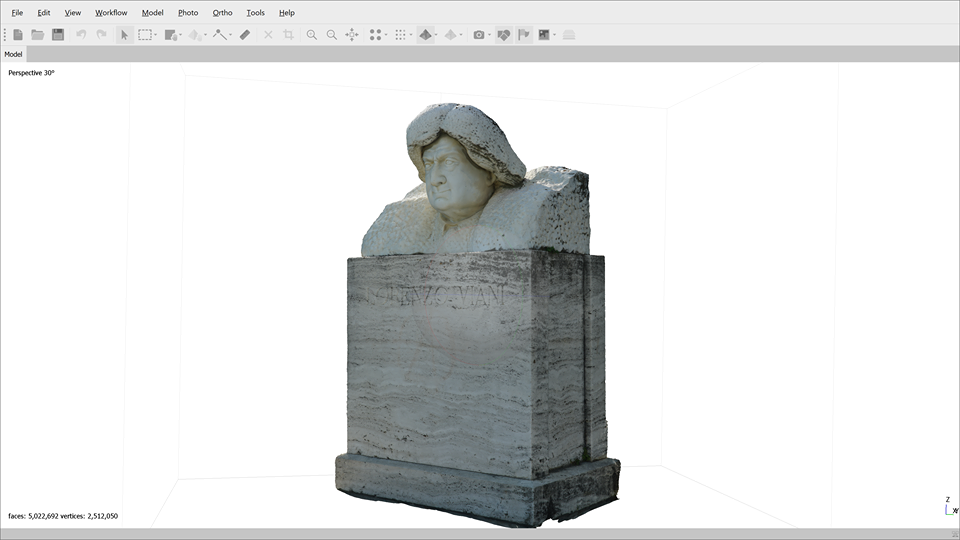 File Edit View Workflow Model Photo Ortho Tools Help
Model
Perspective 30°
VIANI
faces: 5,022,692 vertices: 2,512,050
Z